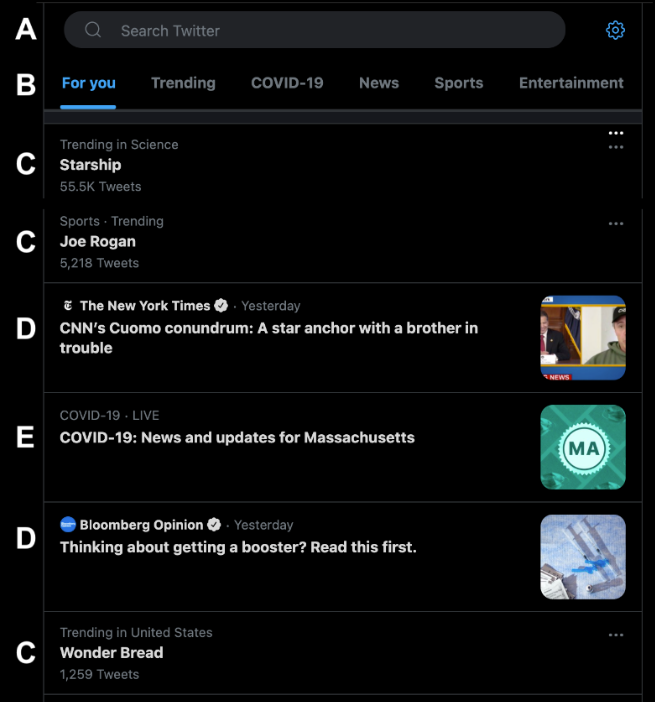 A
Search Twitter
B
For you Trending COVID-19 News Sports Entertainment
C
Trending in Science
Starship
55.5K Tweets
C
Sports · Trending
Joe Rogan
5,218 Tweets
D
The New York Times · Yesterday
CNN’s Cuomo conundrum: A star anchor with a brother in
trouble
NEWS
E
COVID-19 · LIVE
COVID-19: News and updates for Massachusetts
MA
D
Bloomberg Opinion · Yesterday
Thinking about getting a booster? Read this first.
C
Trending in United States
Wonder Bread
1,259 Tweets